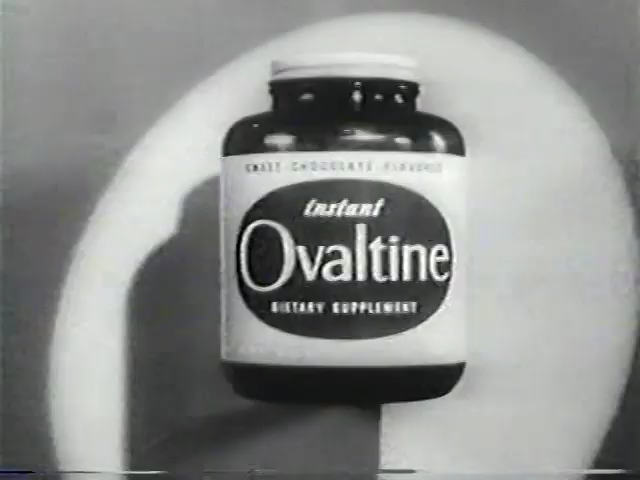 SWEET CHOCOLATE FLAVORED
Instant
Ovaltine
DIETARY SUPPLEMENT